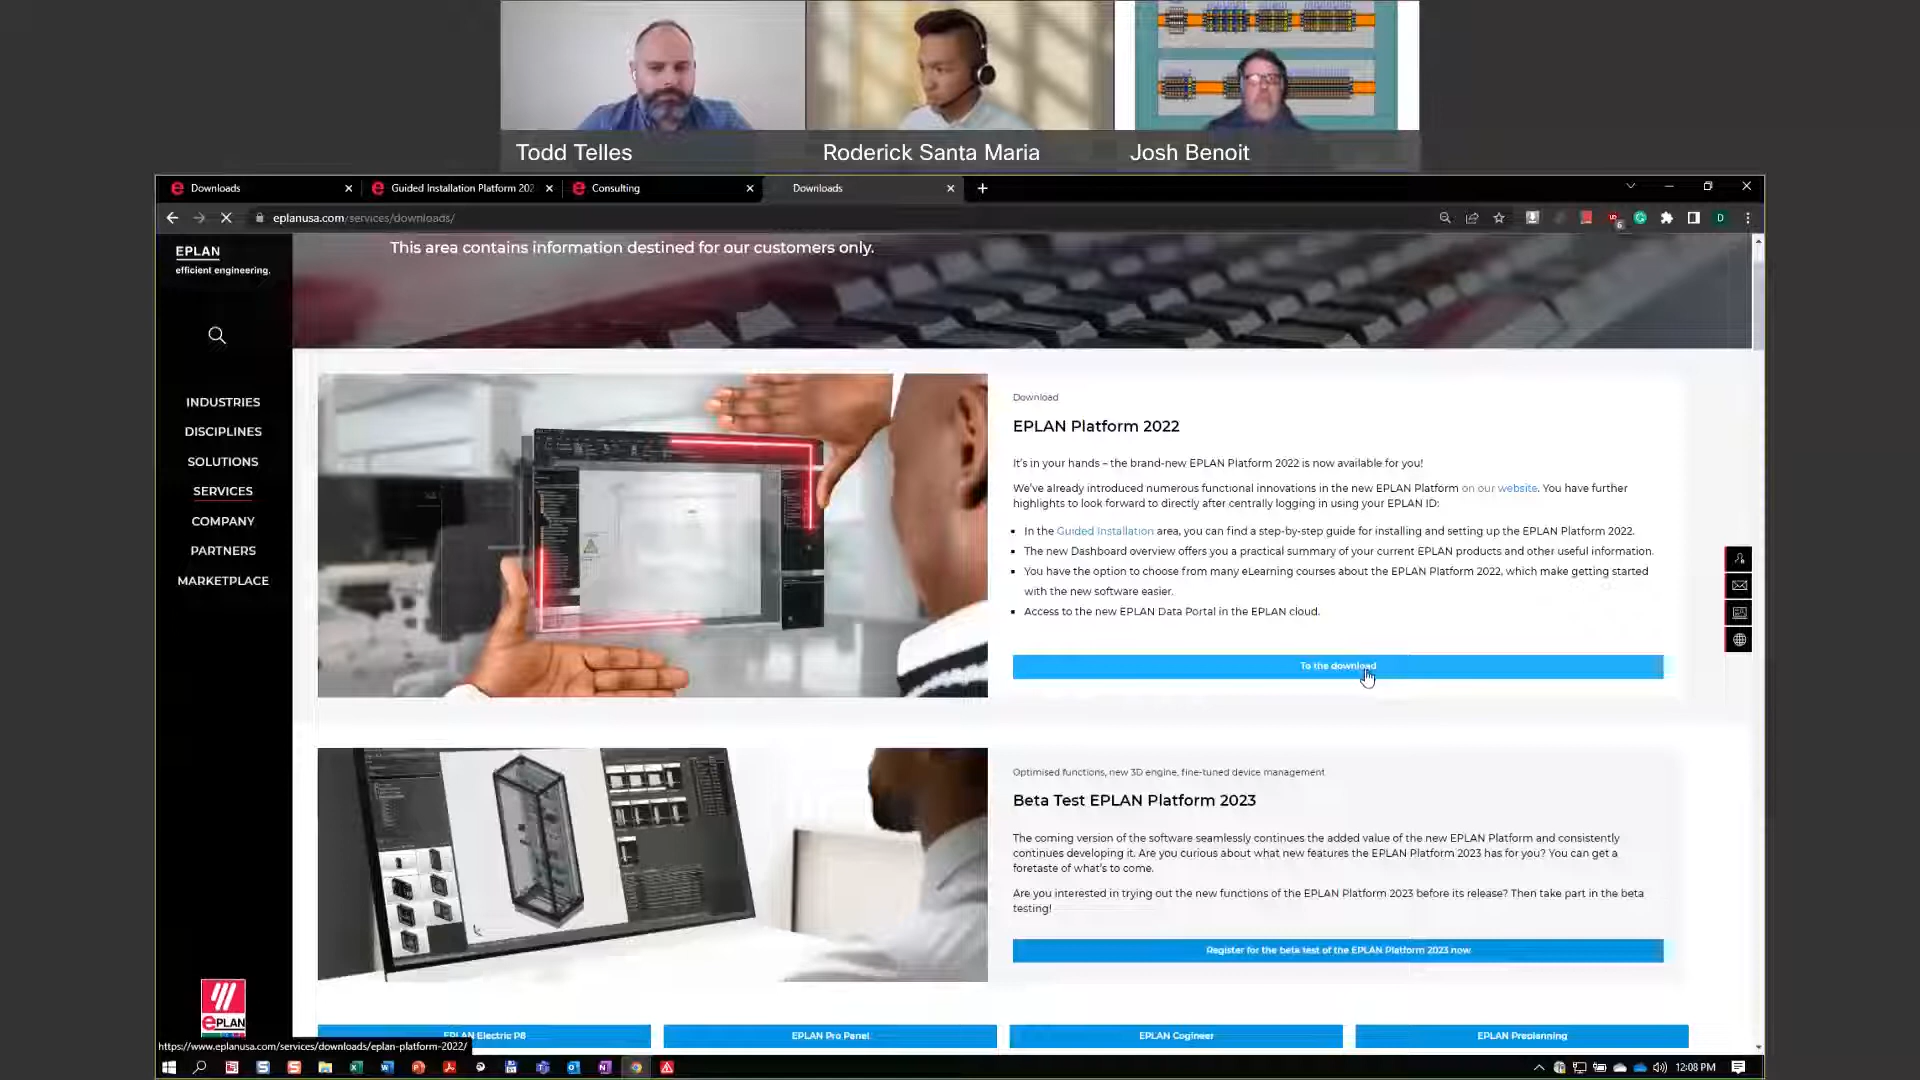 Todd Telles
Roderick Santa Maria
Josh Benoit
Downloads
Guided Installation Platform 202
Consulting
Downloads
eplanusa.com/services/downloads/
EPLAN
efficient engineering.
This area contains information destined for our customers only.
INDUSTRIES
DISCIPLINES
SOLUTIONS
SERVICES
COMPANY
PARTNERS
MARKETPLACE
Download
EPLAN Platform 2022
It's in your hands – the brand-new EPLAN Platform 2022 is now available for you!
We've already introduced numerous functional innovations in the new EPLAN Platform on our website. You have further
highlights to look forward to directly after centrally logging in using your EPLAN ID:
In the Guided Installation area, you can find a step-by-step guide for installing and setting up the EPLAN Platform 2022.
The new Dashboard overview offers you a practical summary of your current EPLAN products and other useful information.
You have the option to choose from many eLearning courses about the EPLAN Platform 2022, which make getting started
with the new software easier.
Access to the new EPLAN Data Portal in the EPLAN cloud.
To the download
Optimised functions, new 3D engine, fine-tuned device management
Beta Test EPLAN Platform 2023
The coming version of the software seamlessly continues the added value of the new EPLAN Platform and consistently
continues developing it. Are you curious about what new features the EPLAN Platform 2023 has for you? You can get a
foretaste of what's to come.
Are you interested in trying out the new functions of the EPLAN Platform 2023 before its release? Then take part in the beta
testing!
Register for the beta test of the EPLAN Platform 2023 now
ePLAN
EPLAN Electric P8
EPLAN Pro Panel
EPLAN Cogineer
EPLAN Preplanning
https://www.eplanusa.com/services/downloads/eplan-platform-2022/
12:08 PM